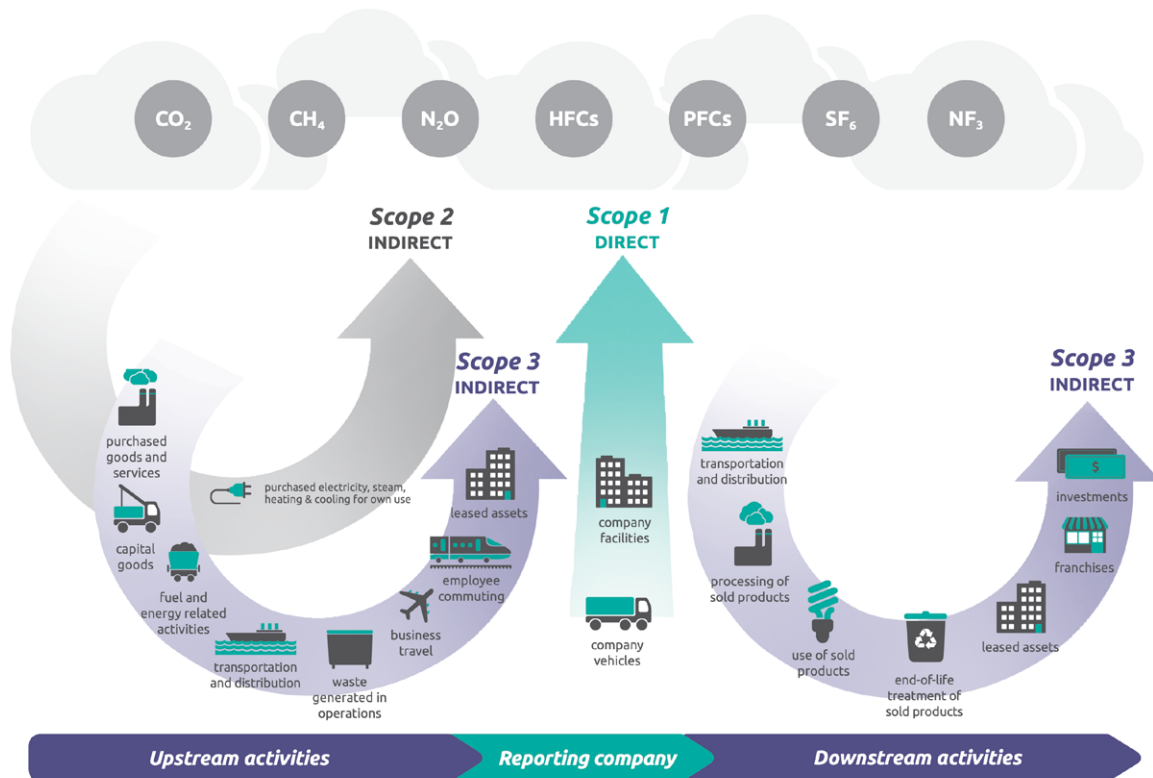 CO₂
CH₄
N₂O
HFCs
PFCs
SF₆
NF₃
Scope 2
INDIRECT
Scope 1
DIRECT
Scope 3
INDIRECT
Scope 3
INDIRECT
purchased
goods and
services
capital
goods
fuel and
energy related
activities
purchased electricity, steam,
heating & cooling for own use
transportation
and distribution
waste
generated in
operations
business
travel
employee
commuting
leased assets
company
facilities
company
vehicles
transportation
and distribution
processing of
sold products
use of sold
products
end-of-life
treatment of
sold products
leased assets
franchises
$
investments
Upstream activities
Reporting company
Downstream activities